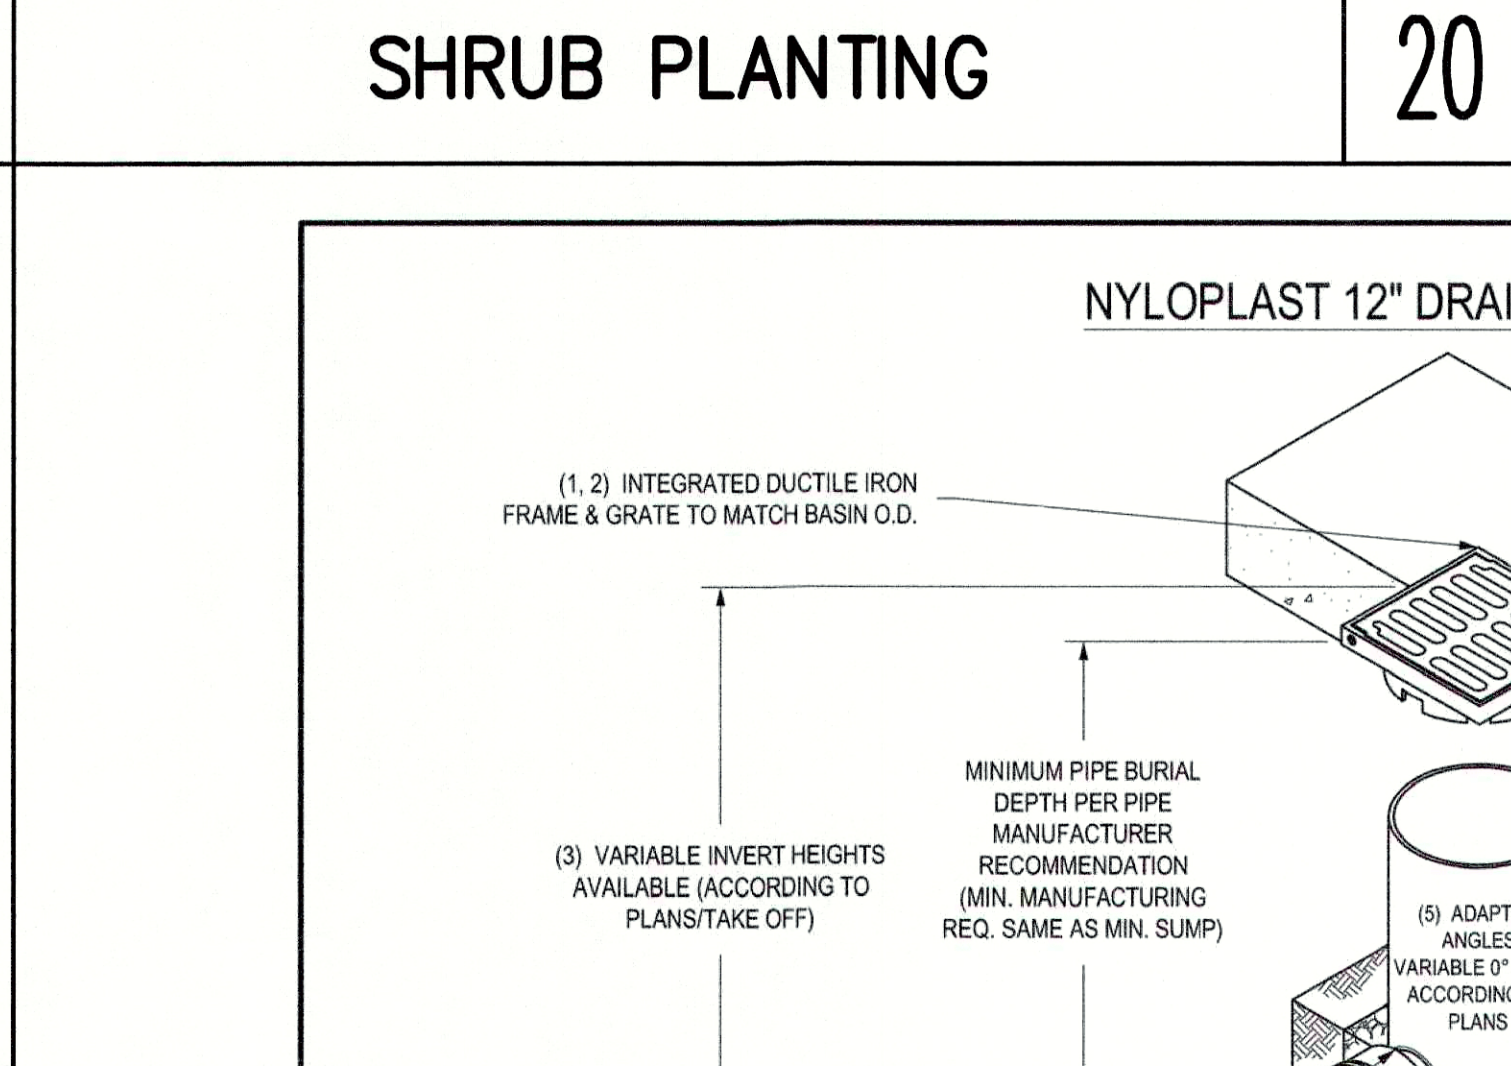 SHRUB PLANTING
20
NYLOPLAST 12" DRAI
(1, 2) INTEGRATED DUCTILE IRON
FRAME & GRATE TO MATCH BASIN O.D.
MINIMUM PIPE BURIAL
DEPTH PER PIPE
MANUFACTURER
RECOMMENDATION
(MIN. MANUFACTURING
REQ. SAME AS MIN. SUMP)
(3) VARIABLE INVERT HEIGHTS
AVAILABLE (ACCORDING TO
PLANS/TAKE OFF)
(5) ADAPT
ANGLES
VARIABLE 0°
ACCORDING
PLANS